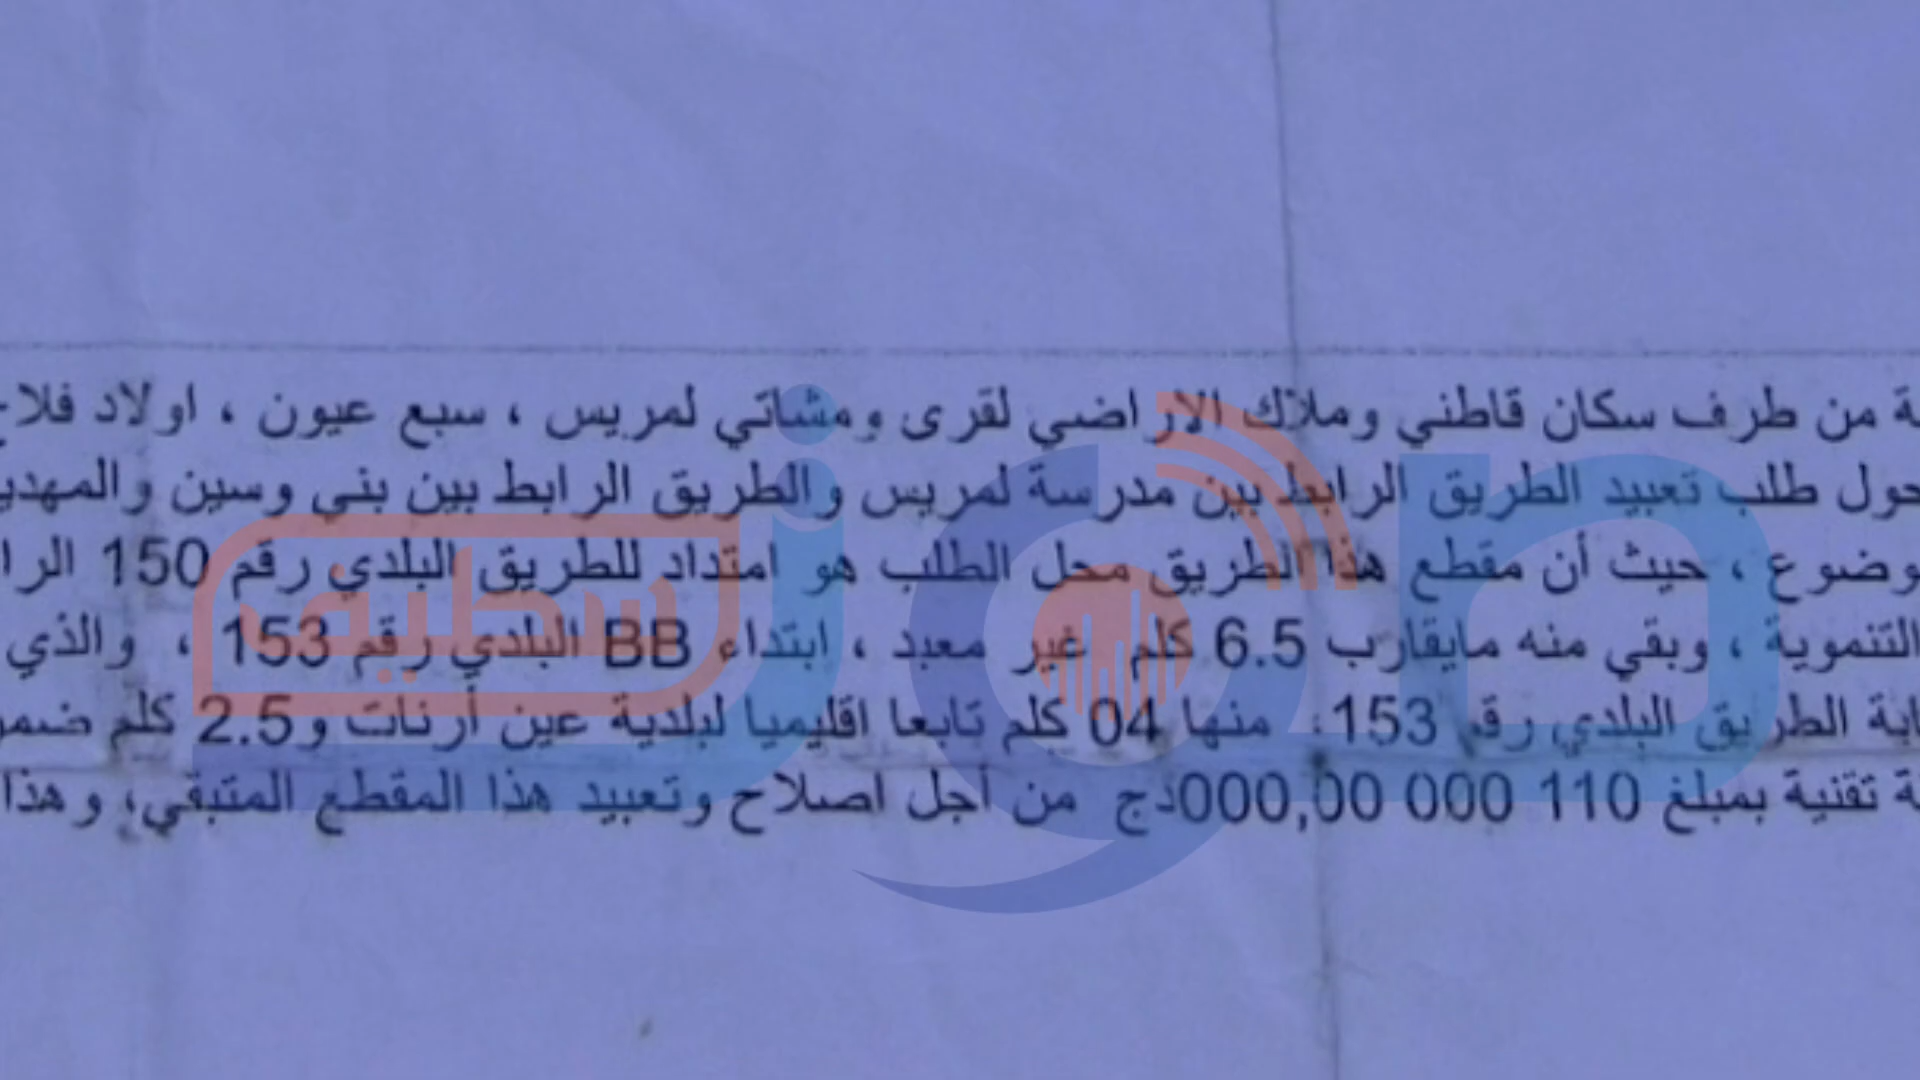 ة من طرف سكان قاطني وملاك الاراضي لقرى ومشاتي لمريس ، سبع عيون ، اولاد فلاح
حول طلب تعبيد الطريق الرابط بين مدرسة لمريس والطريق الرابط بين بني وسين والمهدي
وضوع ، حيث أن مقطع هذا الطريق محل الطلب هو امتداد للطريق البلدي رقم 150 الرا
التنموية ، وبقي منه مايقارب 6.5 كلم غير معبد ، ابتداء BB البلدي رقم 153 ، والذي
اية الطريق البلدي رقم 153، منها 04 كلم تابعا اقليميا لبلدية عين أرنات و2.5 كلم ضمن
ة تقنية بمبلغ 110 000 000,00دج من أجل اصلاح وتعبيد هذا المقطع المتبقي، وهذا
سطيف